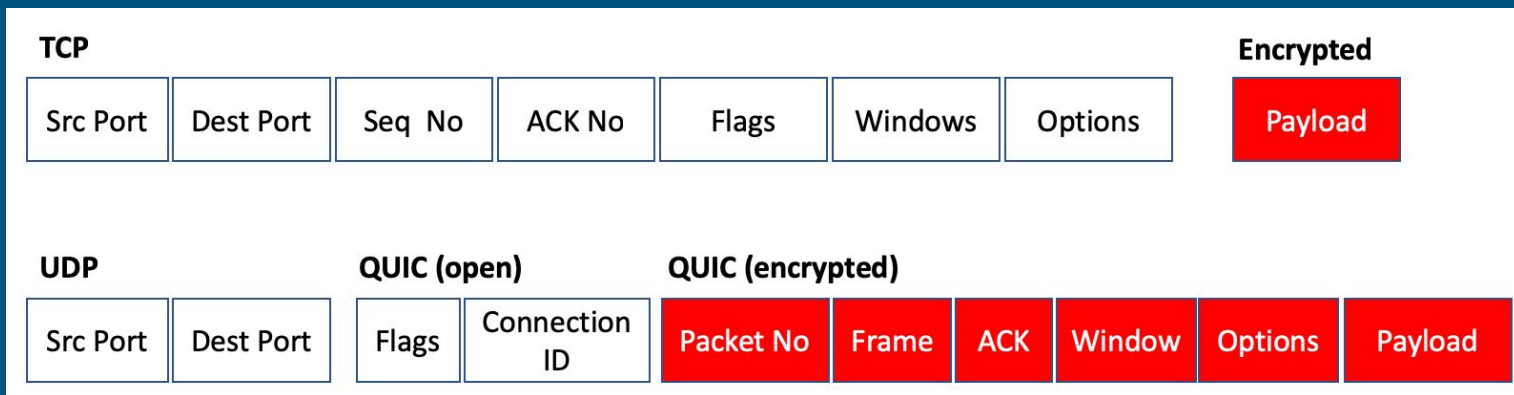 TCP
Encrypted
Src Port
Dest Port
Seq No
ACK No
Flags
Windows
Options
Payload
UDP
QUIC (open)
QUIC (encrypted)
Src Port
Dest Port
Flags
Connection
ID
Packet No
Frame
ACK
Window
Options
Payload